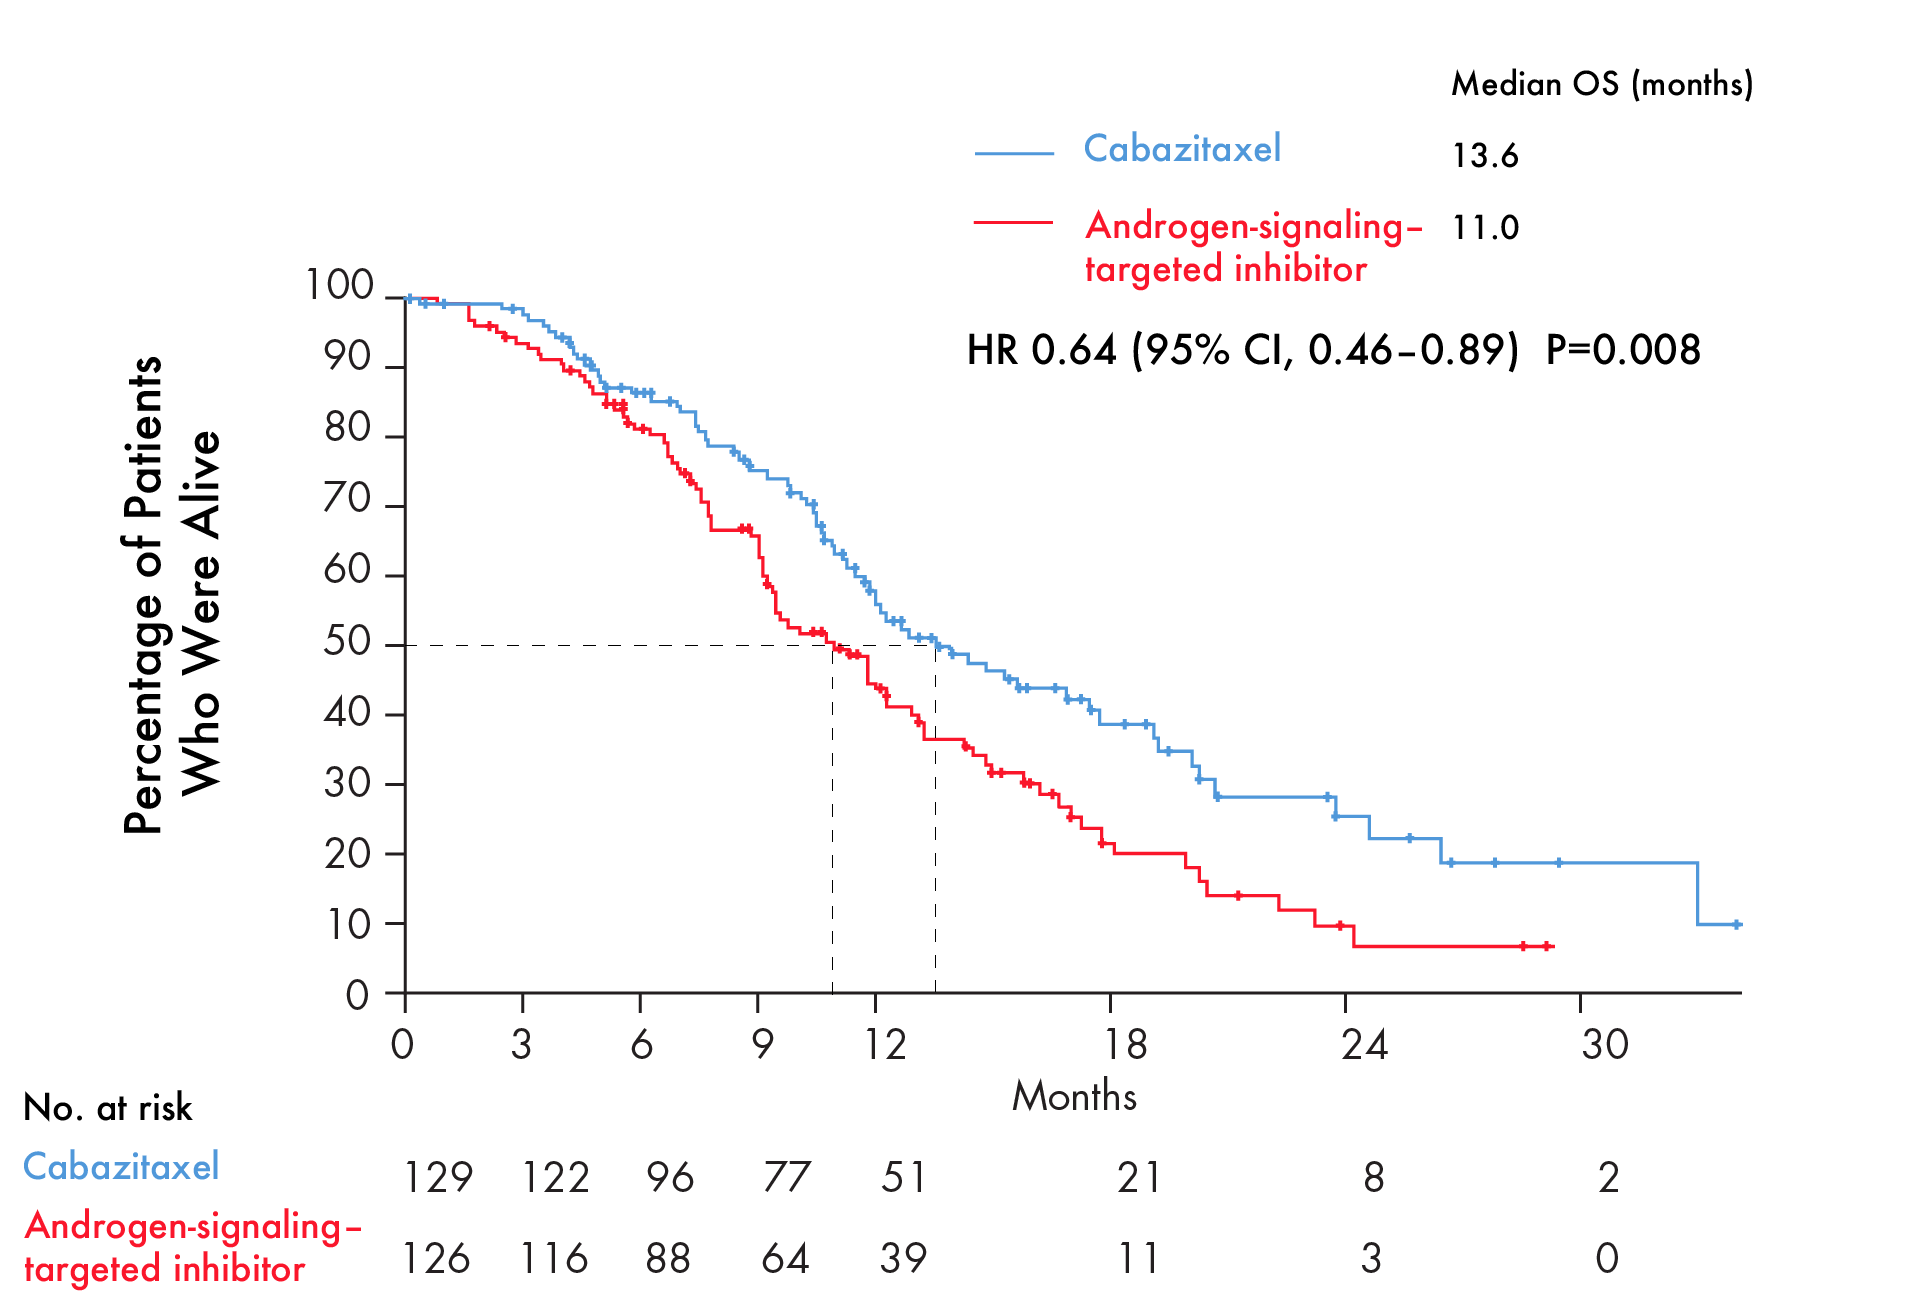 Median OS (months)
Cabazitaxel 13.6
Androgen-signaling– 11.0
targeted inhibitor
HR 0.64 (95% CI, 0.46–0.89) P=0.008
Percentage of Patients
Who Were Alive
100
90
80
70
60
50
40
30
20
10
0
0 3 6 9 12 18 24 30
Months
No. at risk
Cabazitaxel 129 122 96 77 51 21 8 2
Androgen-signaling–
targeted inhibitor 126 116 88 64 39 11 3 0